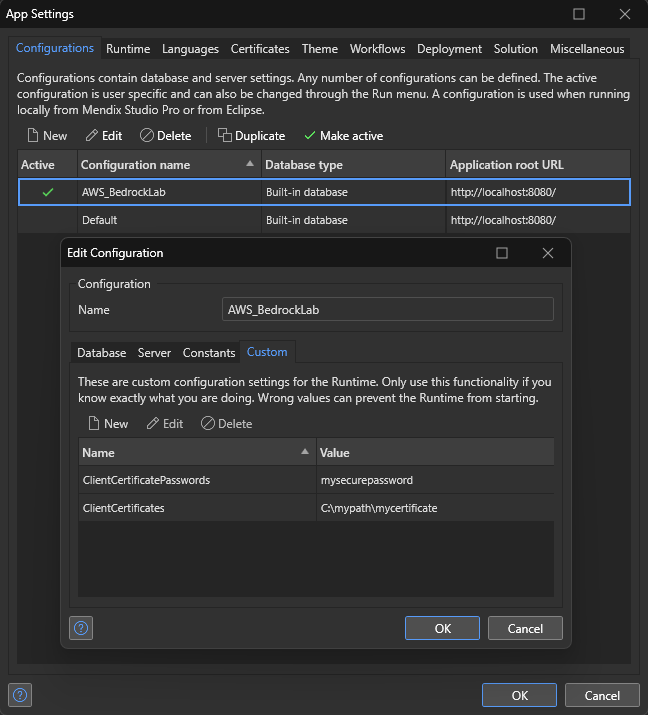 App Settings
Configurations Runtime Languages Certificates Theme Workflows Deployment Solution Miscellaneous
Configurations contain database and server settings. Any number of configurations can be defined. The active
configuration is user specific and can also be changed through the Run menu. A configuration is used when running
locally from Mendix Studio Pro or from Eclipse.
New Edit Delete Duplicate Make active
Active Configuration name Database type Application root URL
AWS_BedrockLab Built-in database http://localhost:8080/
Default Built-in database http://localhost:8080/
Edit Configuration
Configuration
Name AWS_BedrockLab
Database Server Constants Custom
These are custom configuration settings for the Runtime. Only use this functionality if you
know exactly what you are doing. Wrong values can prevent the Runtime from starting.
New Edit Delete
Name Value
ClientCertificatePasswords mysecurepassword
ClientCertificates C:\mypath\mycertificate
? OK Cancel
? OK Cancel